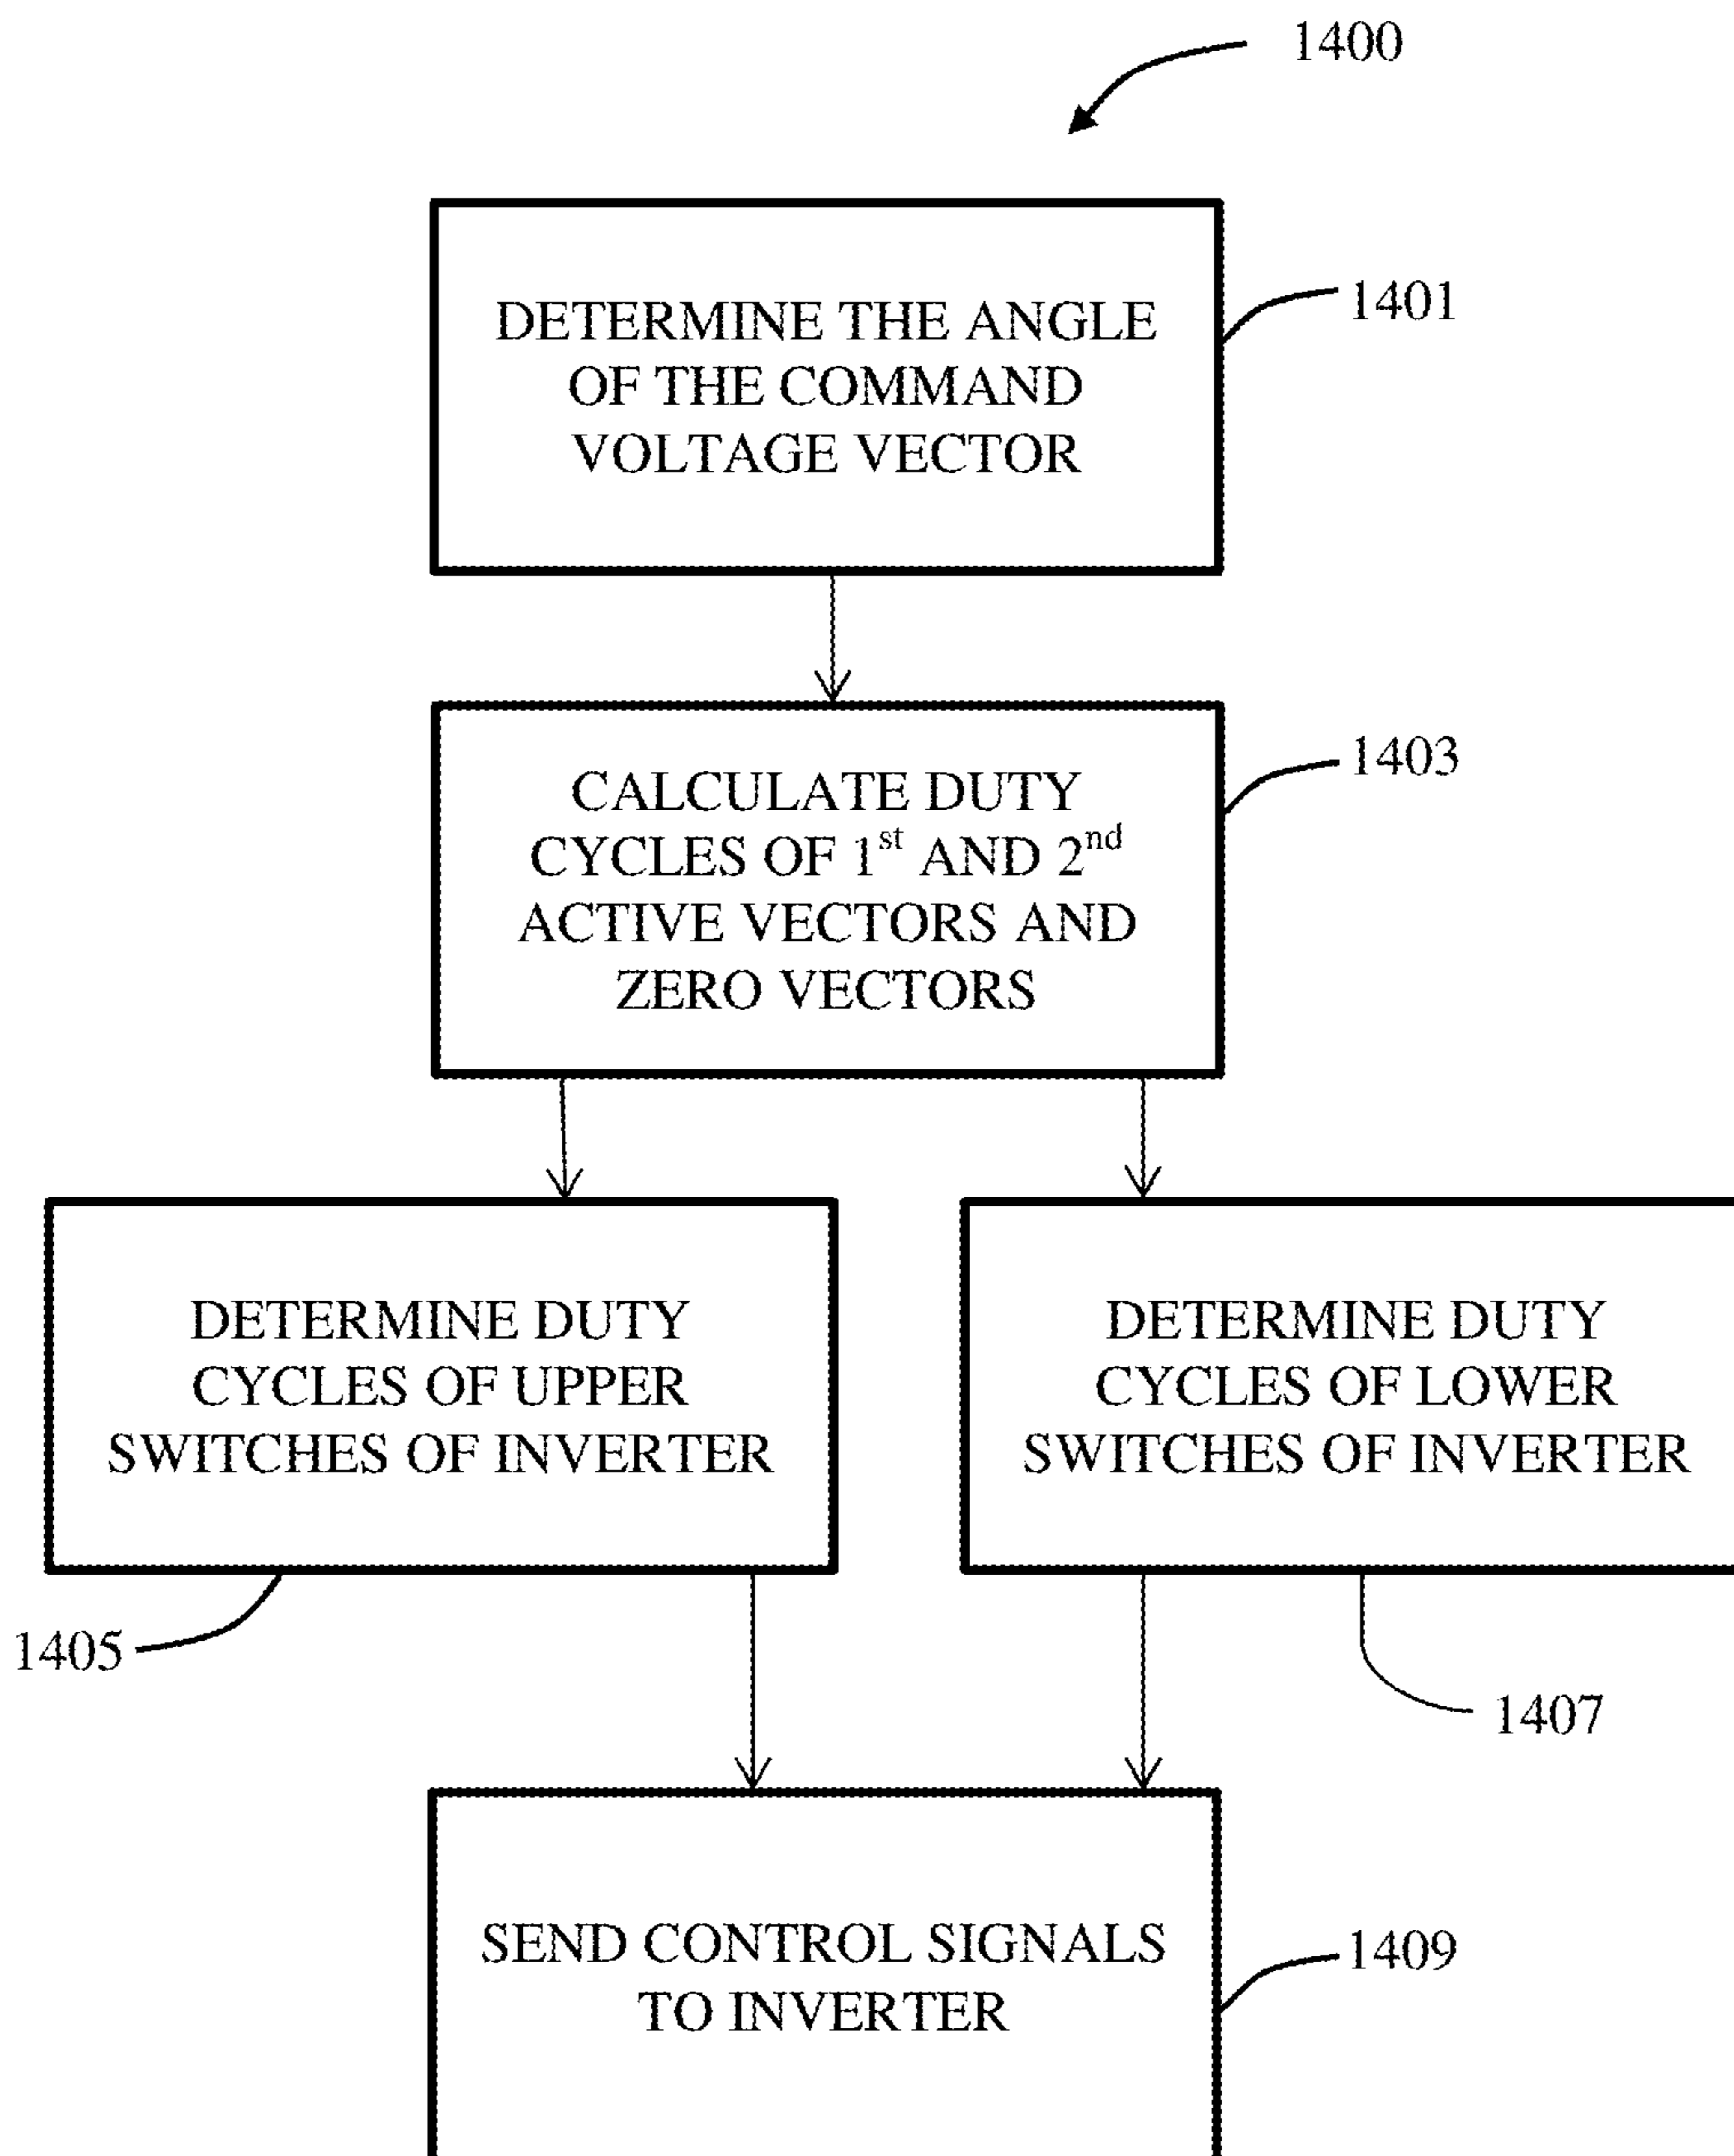 1400
DETERMINE THE ANGLE
OF THE COMMAND
VOLTAGE VECTOR
1401
CALCULATE DUTY
CYCLES OF 1st AND 2nd
ACTIVE VECTORS AND
ZERO VECTORS
1403
DETERMINE DUTY
CYCLES OF UPPER
SWITCHES OF INVERTER
1405
DETERMINE DUTY
CYCLES OF LOWER
SWITCHES OF INVERTER
1407
SEND CONTROL SIGNALS
TO INVERTER
1409